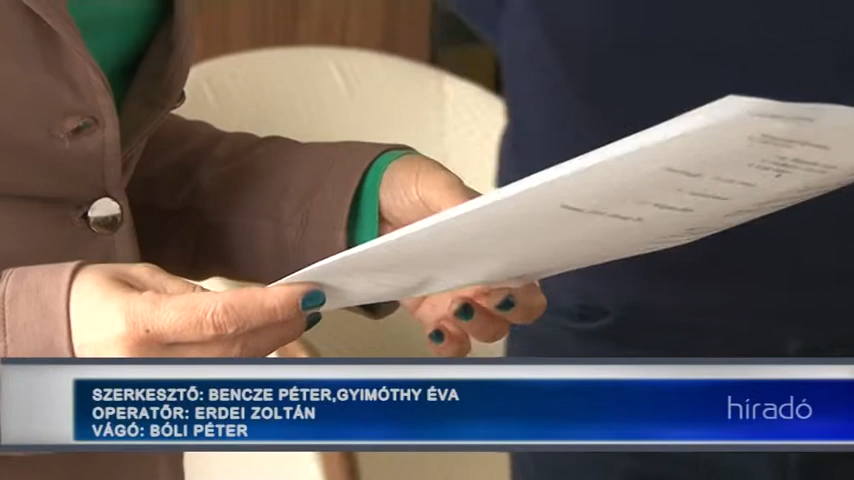 SZERKESZTŐ: BENCZE PÉTER,GYIMÓTHY ÉVA
OPERATŐR: ERDEI ZOLTÁN
VÁGÓ: BÓLI PÉTER
híradó